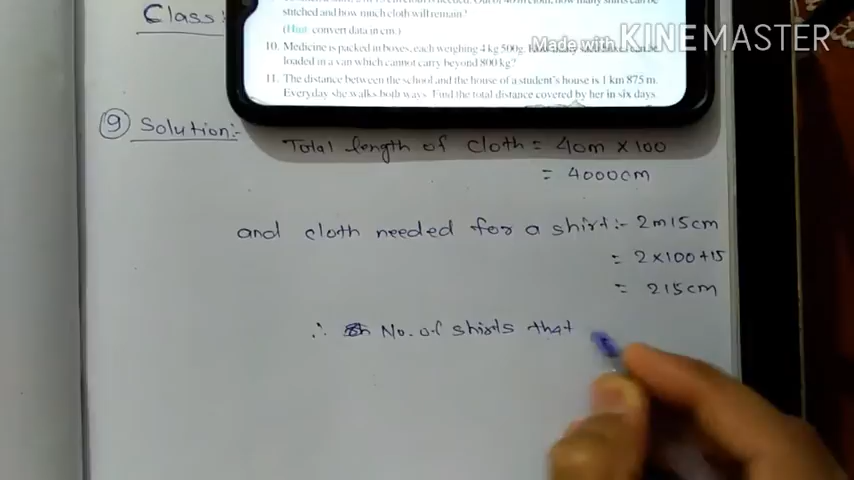 Class:
stitched and how much cloth will remain?
(Hint convert data in cm.)
10. Medicine is packed in boxes, each weighing 4 kg 500g. How many
loaded in a van which cannot carry beyond 800 kg?
11. The distance between the school and the house of a student's house is 1 km 875 m.
Everyday she walks both ways. Find the total distance covered by her in six days.
Made with KINEMASTER
9 Solution:-
Total length of cloth = 40m × 100
= 4000cm
and cloth needed for a shirt:- 2m15cm
= 2×100+15
= 215cm
∴ No. of shirts that